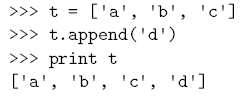 >>> t = ['a', 'b', 'c']
>>> t.append('d')
>>> print t
['a', 'b', 'c', 'd']